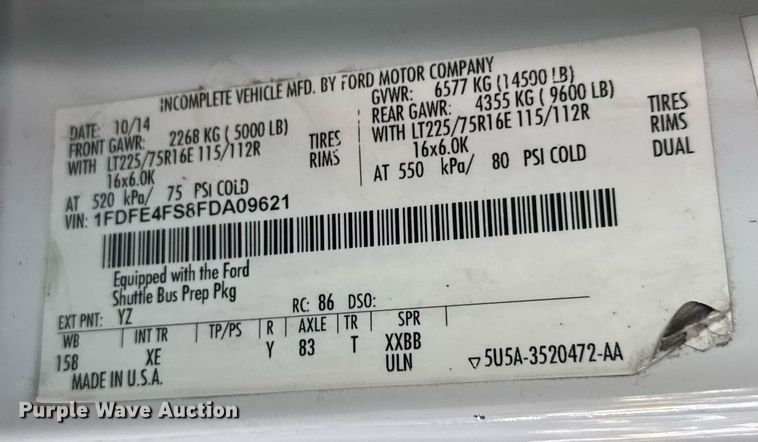 INCOMPLETE VEHICLE MFD. BY FORD MOTOR COMPANY
DATE: 10/14 GVWR: 6577 KG (14500 LB)
FRONT GAWR: 2268 KG ( 5000 LB) REAR GAWR: 4355 KG ( 9600 LB)
WITH LT225/75R16E 115/112R TIRES WITH LT225/75R16E 115/112R TIRES
16x6.0K RIMS 16x6.0K RIMS
AT 520 kPa/ 75 PSI COLD AT 550 kPa/ 80 PSI COLD DUAL
VIN: 1FDFE4FS8FDA09621
Equipped with the Ford
Shuttle Bus Prep Pkg
RC: 86 DSO:
EXT PNT: YZ
WB INT TR TP/PS R AXLE TR SPR
158 XE Y 83 T XXBB
ULN ▽5U5A-3520472-AA
MADE IN U.S.A.
Purple Wave Auction